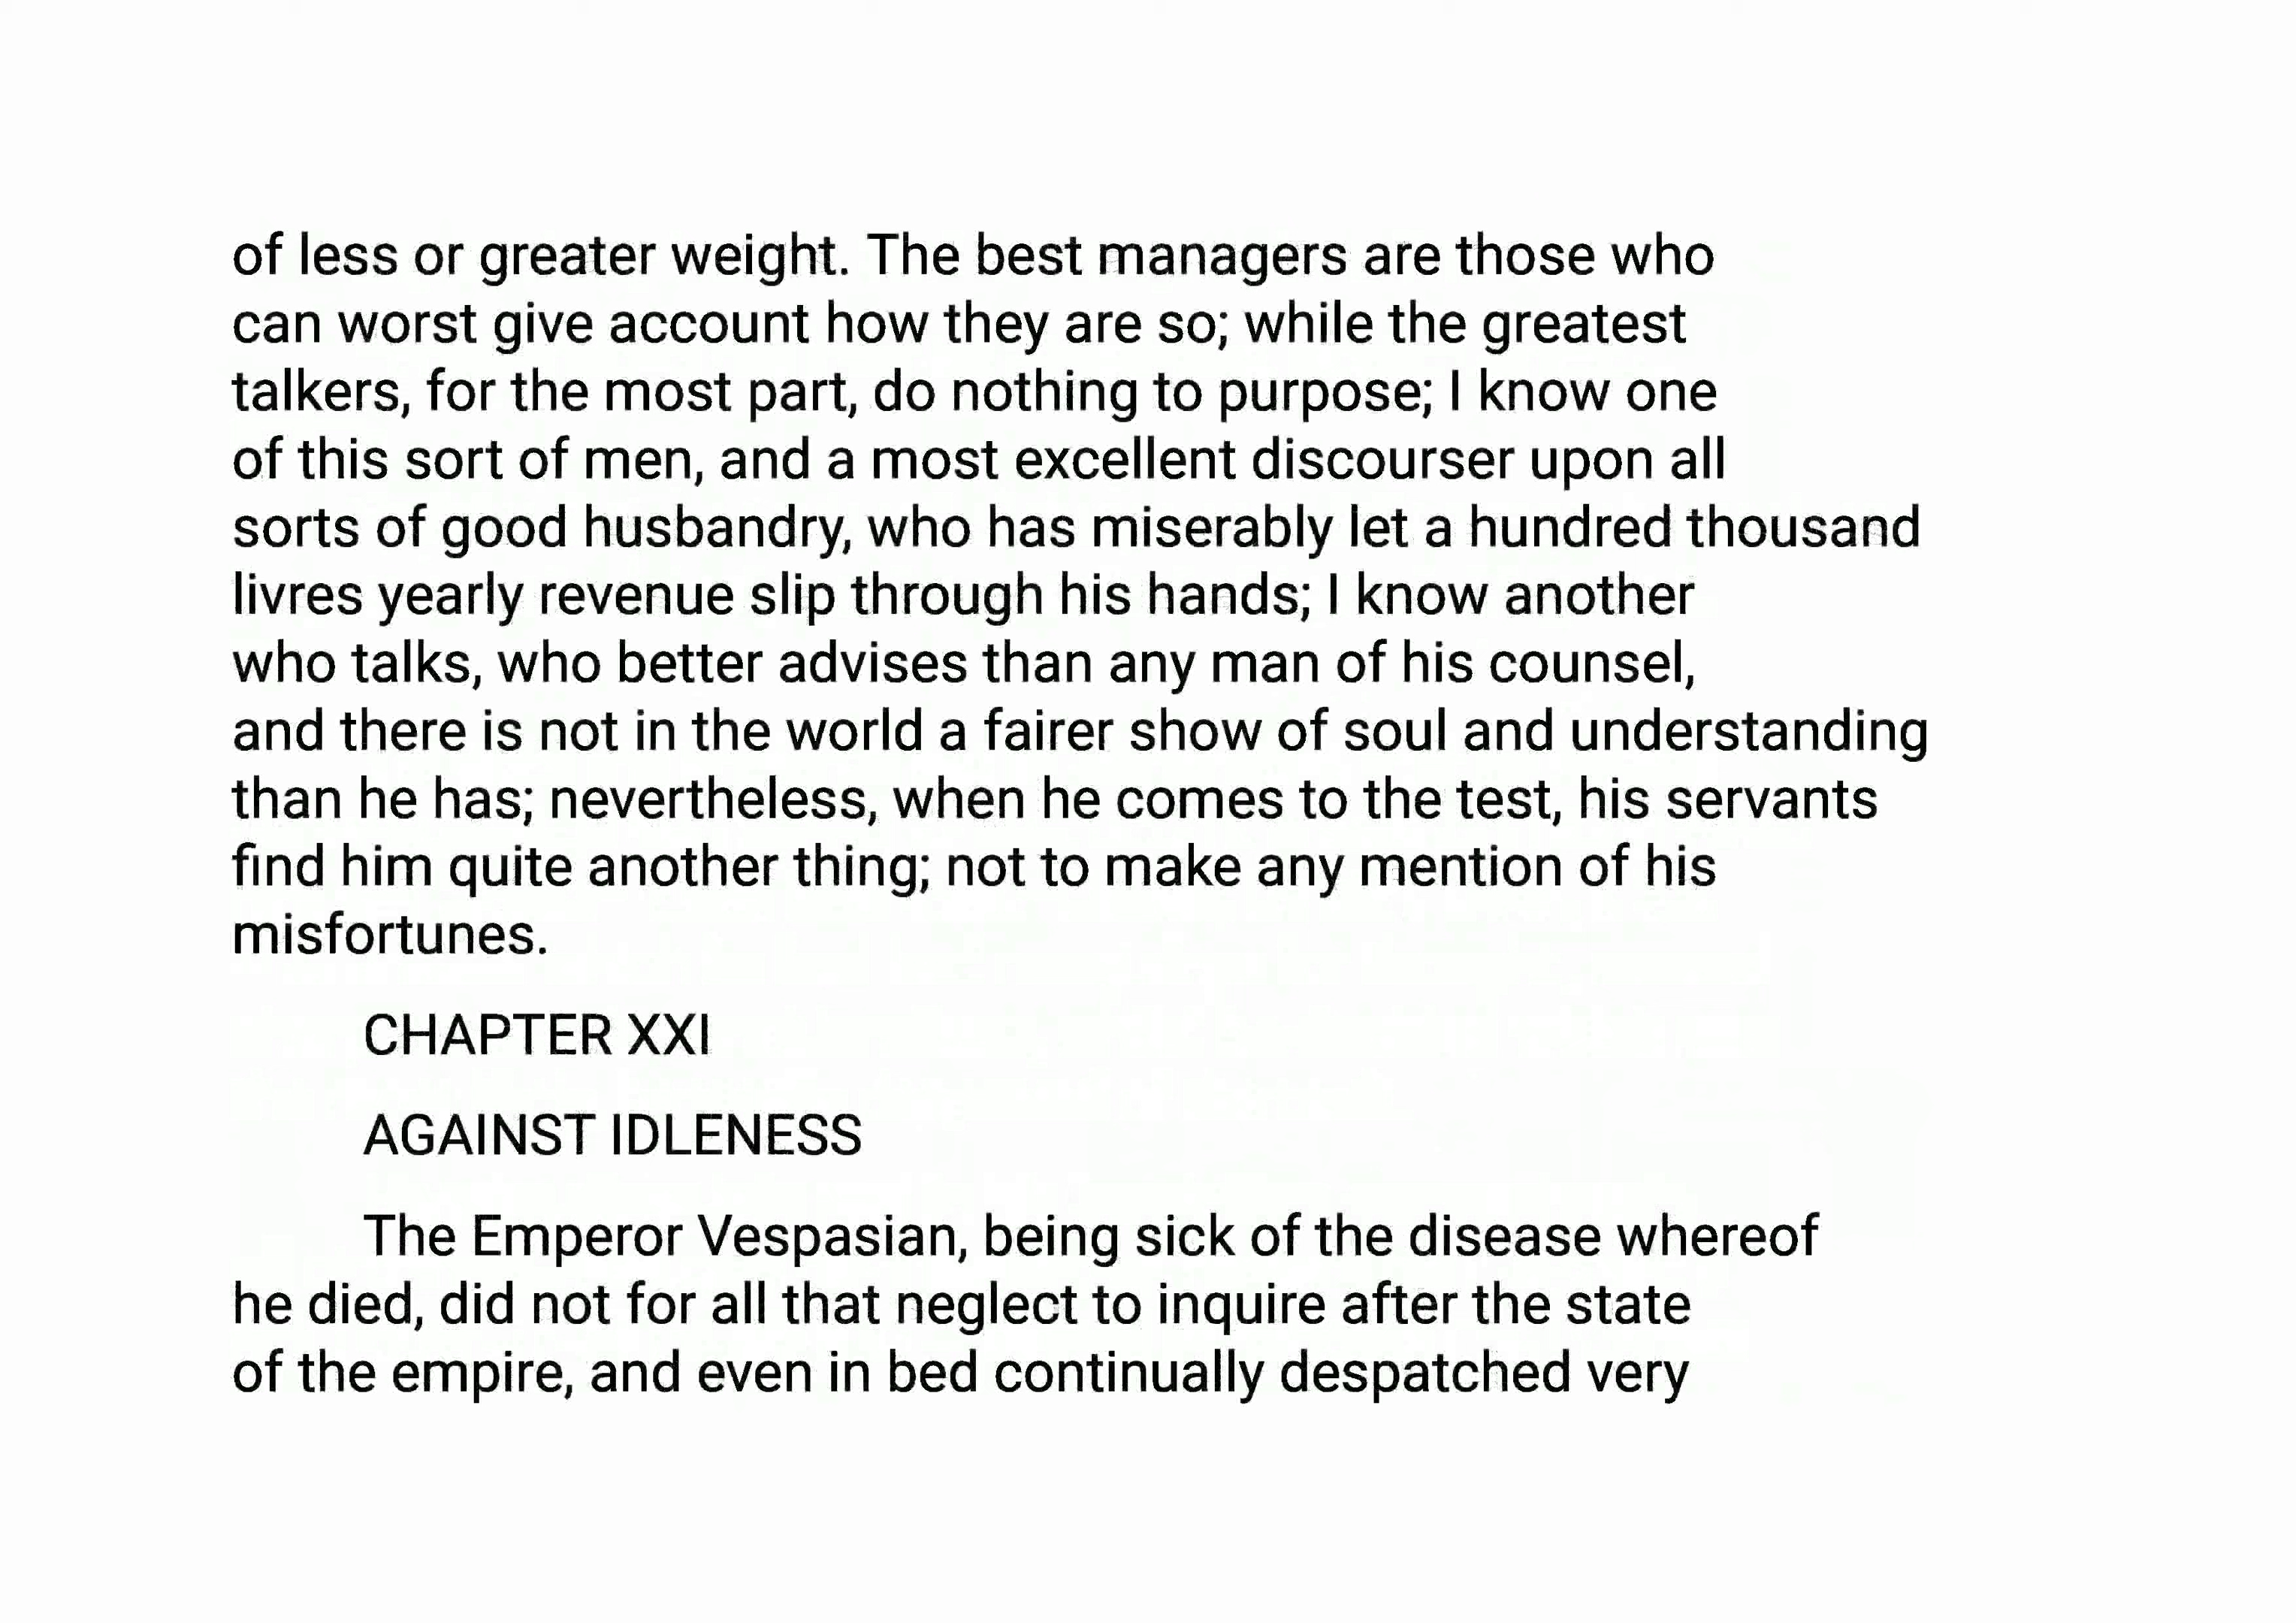 of less or greater weight. The best managers are those who
can worst give account how they are so; while the greatest
talkers, for the most part, do nothing to purpose; I know one
of this sort of men, and a most excellent discourser upon all
sorts of good husbandry, who has miserably let a hundred thousand
livres yearly revenue slip through his hands; I know another
who talks, who better advises than any man of his counsel,
and there is not in the world a fairer show of soul and understanding
than he has; nevertheless, when he comes to the test, his servants
find him quite another thing; not to make any mention of his
misfortunes.
CHAPTER XXI
AGAINST IDLENESS
The Emperor Vespasian, being sick of the disease whereof
he died, did not for all that neglect to inquire after the state
of the empire, and even in bed continually despatched very